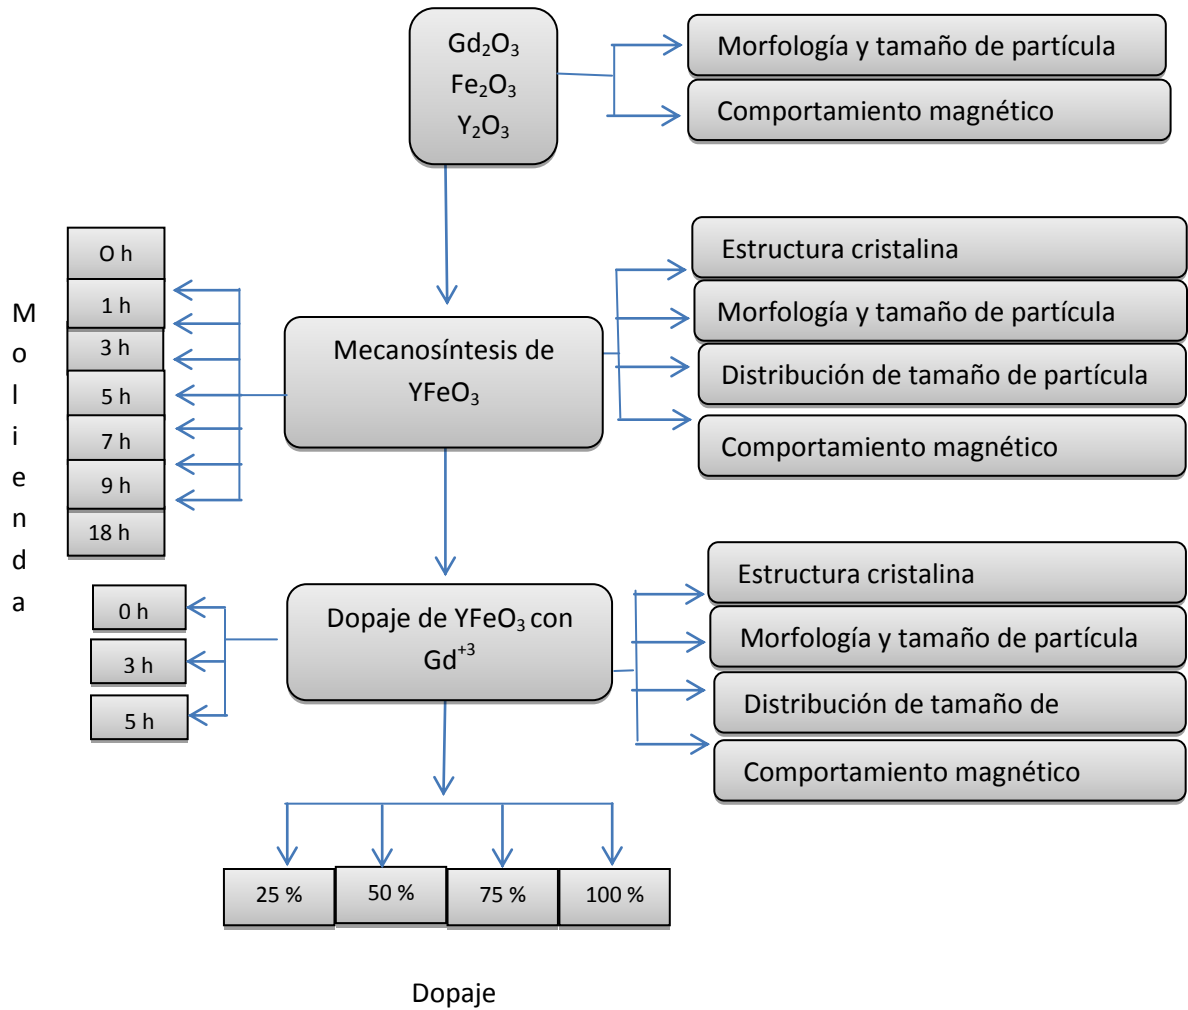 Gd₂O₃
Fe₂O₃
Y₂O₃
Morfología y tamaño de partícula
Comportamiento magnético
Molienda
O h
1 h
3 h
5 h
7 h
9 h
18 h
Mecanosíntesis de
YFeO₃
Estructura cristalina
Morfología y tamaño de partícula
Distribución de tamaño de partícula
Comportamiento magnético
0 h
3 h
5 h
Dopaje de YFeO₃ con
Gd⁺³
Estructura cristalina
Morfología y tamaño de partícula
Distribución de tamaño de
Comportamiento magnético
25 %
50 %
75 %
100 %
Dopaje